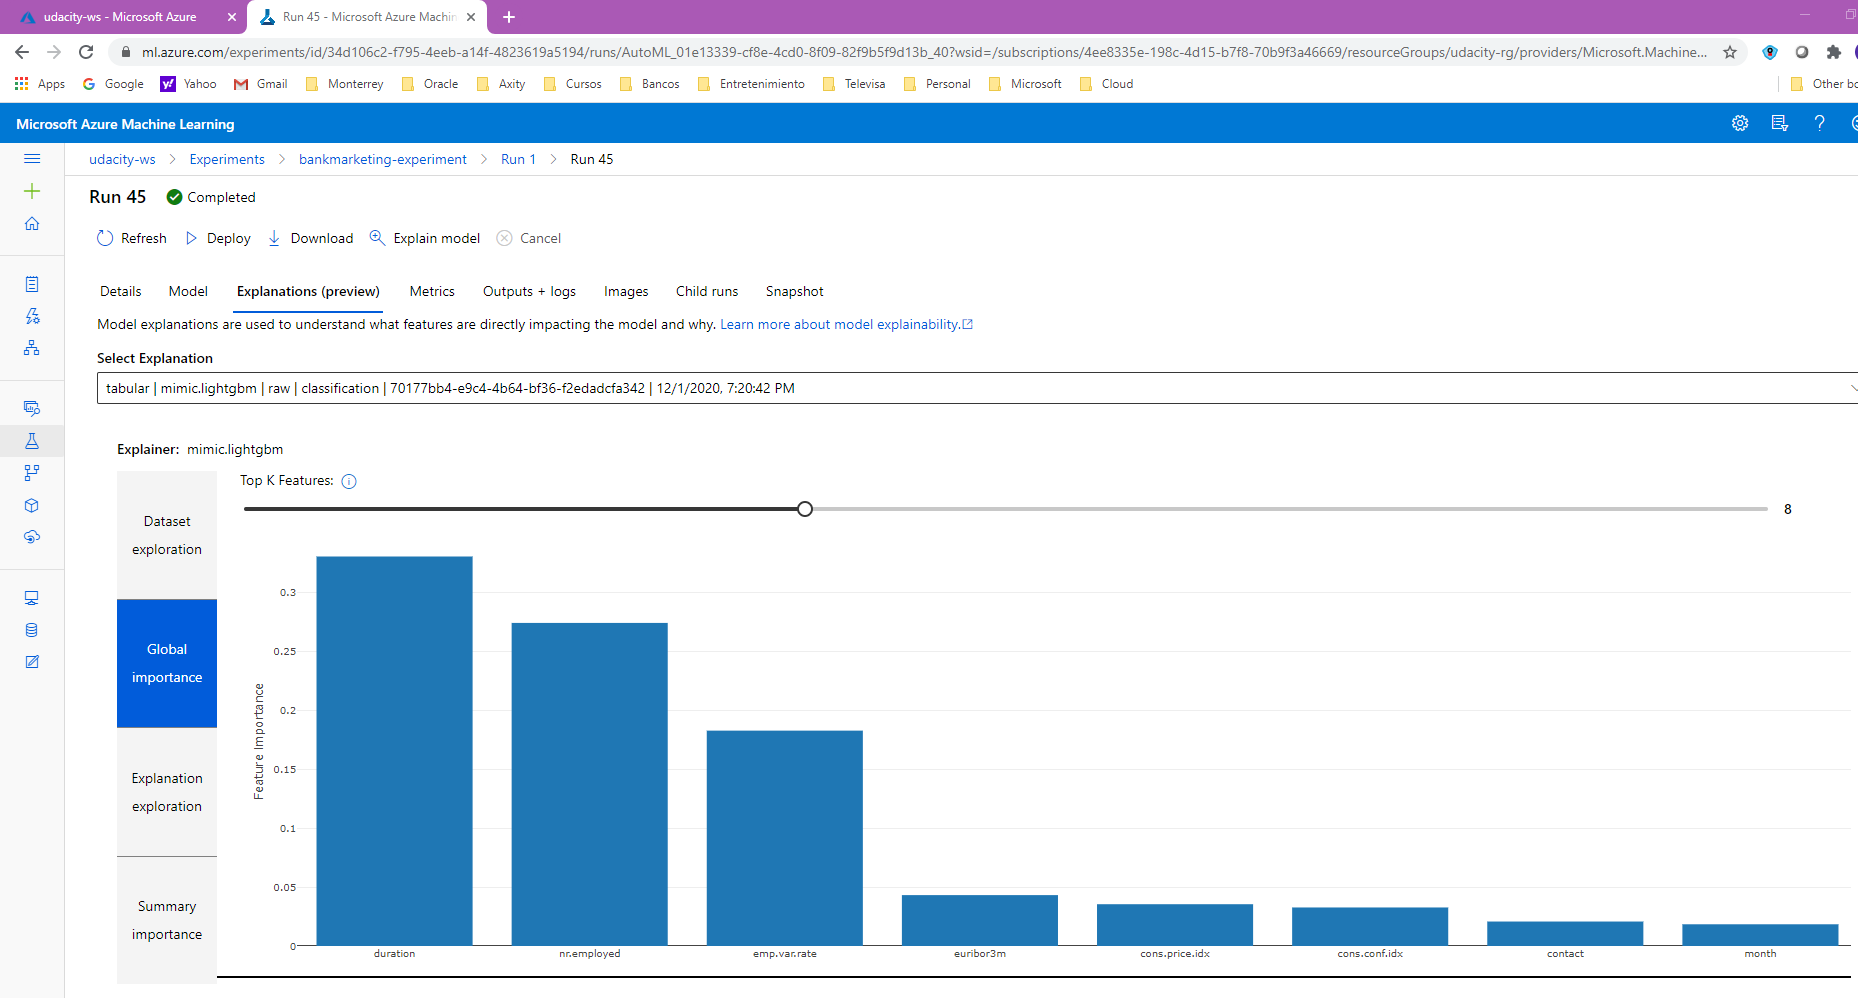 udacity-ws - Microsoft Azure
Run 45 - Microsoft Azure Machin
ml.azure.com/experiments/id/34d106c2-f795-4eeb-a14f-4823619a5194/runs/AutoML_01e13339-cf8e-4cd0-8f09-82f9b5f9d13b_40?wsid=/subscriptions/4ee8335e-198c-4d15-b7f8-70b9f3a46669/resourceGroups/udacity-rg/providers/Microsoft.Machine...
Apps Google Yahoo Gmail Monterrey Oracle Axity Cursos Bancos Entretenimiento Televisa Personal Microsoft Cloud Other bo
Microsoft Azure Machine Learning
udacity-ws > Experiments > bankmarketing-experiment > Run 1 > Run 45
Run 45 Completed
Refresh Deploy Download Explain model Cancel
Details Model Explanations (preview) Metrics Outputs + logs Images Child runs Snapshot
Model explanations are used to understand what features are directly impacting the model and why. Learn more about model explainability.
Select Explanation
tabular | mimic.lightgbm | raw | classification | 70177bb4-e9c4-4b64-bf36-f2edadcfa342 | 12/1/2020, 7:20:42 PM
Explainer: mimic.lightgbm
Top K Features:
8
Dataset
exploration
Global
importance
Explanation
exploration
Summary
importance
Feature Importance
0.3
0.25
0.2
0.15
0.1
0.05
0
duration nr.employed emp.var.rate euribor3m cons.price.idx cons.conf.idx contact month